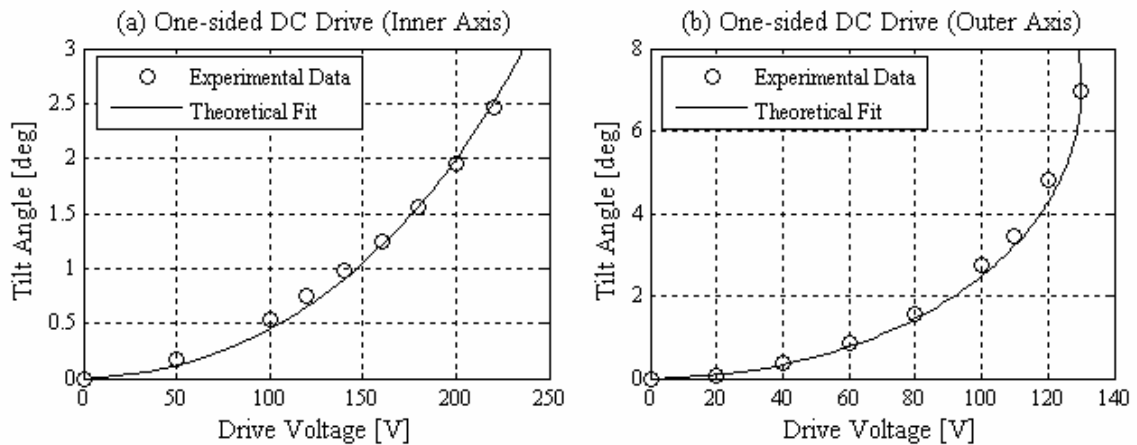 (a) One-sided DC Drive (Inner Axis)
3
2.5
2
1.5
1
0.5
0
Tilt Angle [deg]
Experimental Data
Theoretical Fit
0 50 100 150 200 250
Drive Voltage [V]
(b) One-sided DC Drive (Outer Axis)
8
6
4
2
0
Tilt Angle [deg]
Experimental Data
Theoretical Fit
0 20 40 60 80 100 120 140
Drive Voltage [V]